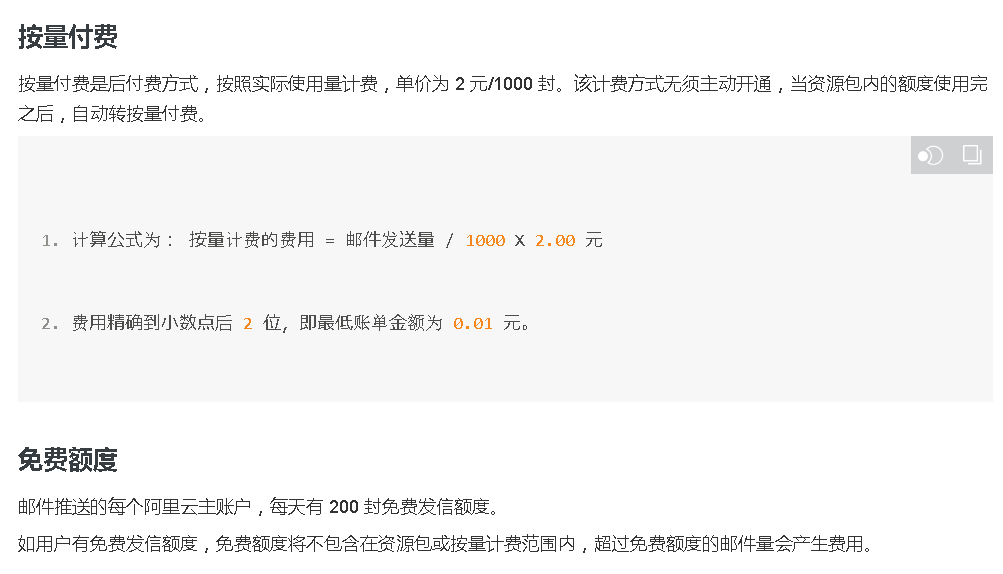 按量付费
按量付费是后付费方式，按照实际使用量计费，单价为 2 元/1000 封。该计费方式无须主动开通，当资源包内的额度使用完
之后，自动转按量付费。
1. 计算公式为： 按量计费的费用 = 邮件发送量 / 1000 X 2.00 元
2. 费用精确到小数点后 2 位, 即最低账单金额为 0.01 元。
免费额度
邮件推送的每个阿里云主账户，每天有 200 封免费发信额度。
如用户有免费发信额度，免费额度将不包含在资源包或按量计费范围内，超过免费额度的邮件量会产生费用。